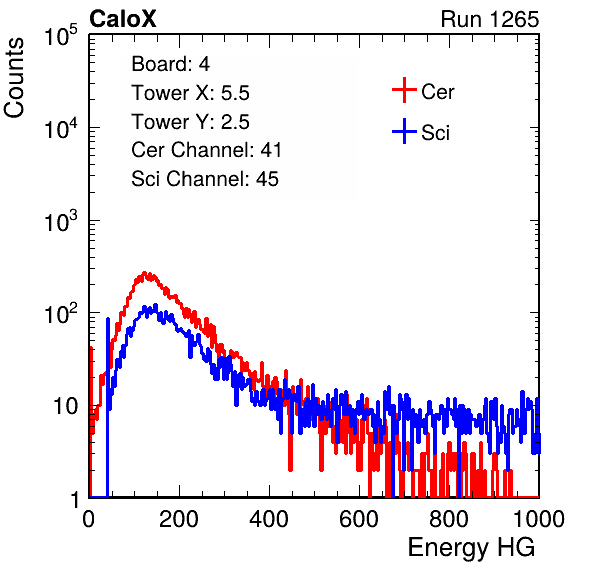 CaloX Run 1265
Counts
Board: 4
Tower X: 5.5
Tower Y: 2.5
Cer Channel: 41
Sci Channel: 45
Cer
Sci
10^5
10^4
10^3
10^2
10
1
0 200 400 600 800 1000
Energy HG